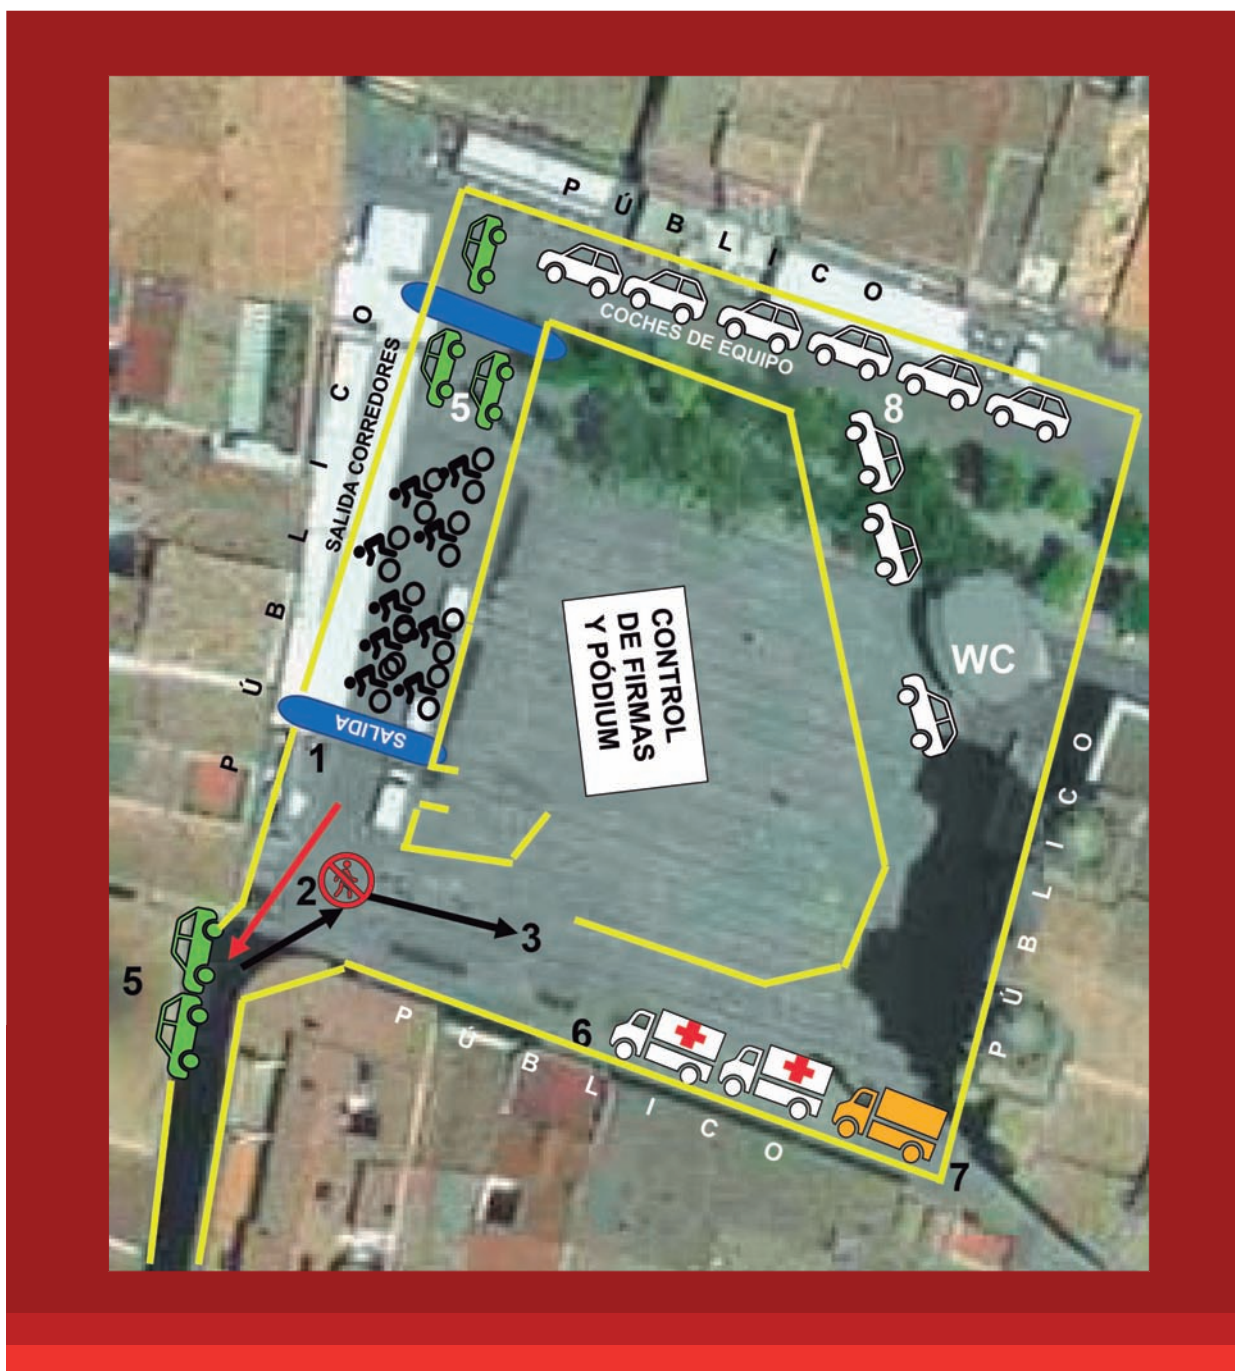 PÚBLICO
COCHES DE EQUIPO
8
PÚBLICO
SALIDA CORREDORES
5
CONTROL
DE FIRMAS
Y PÓDIUM
WC
SALIDA
1
2
3
PÚBLICO
5
6
PÚBLICO
7